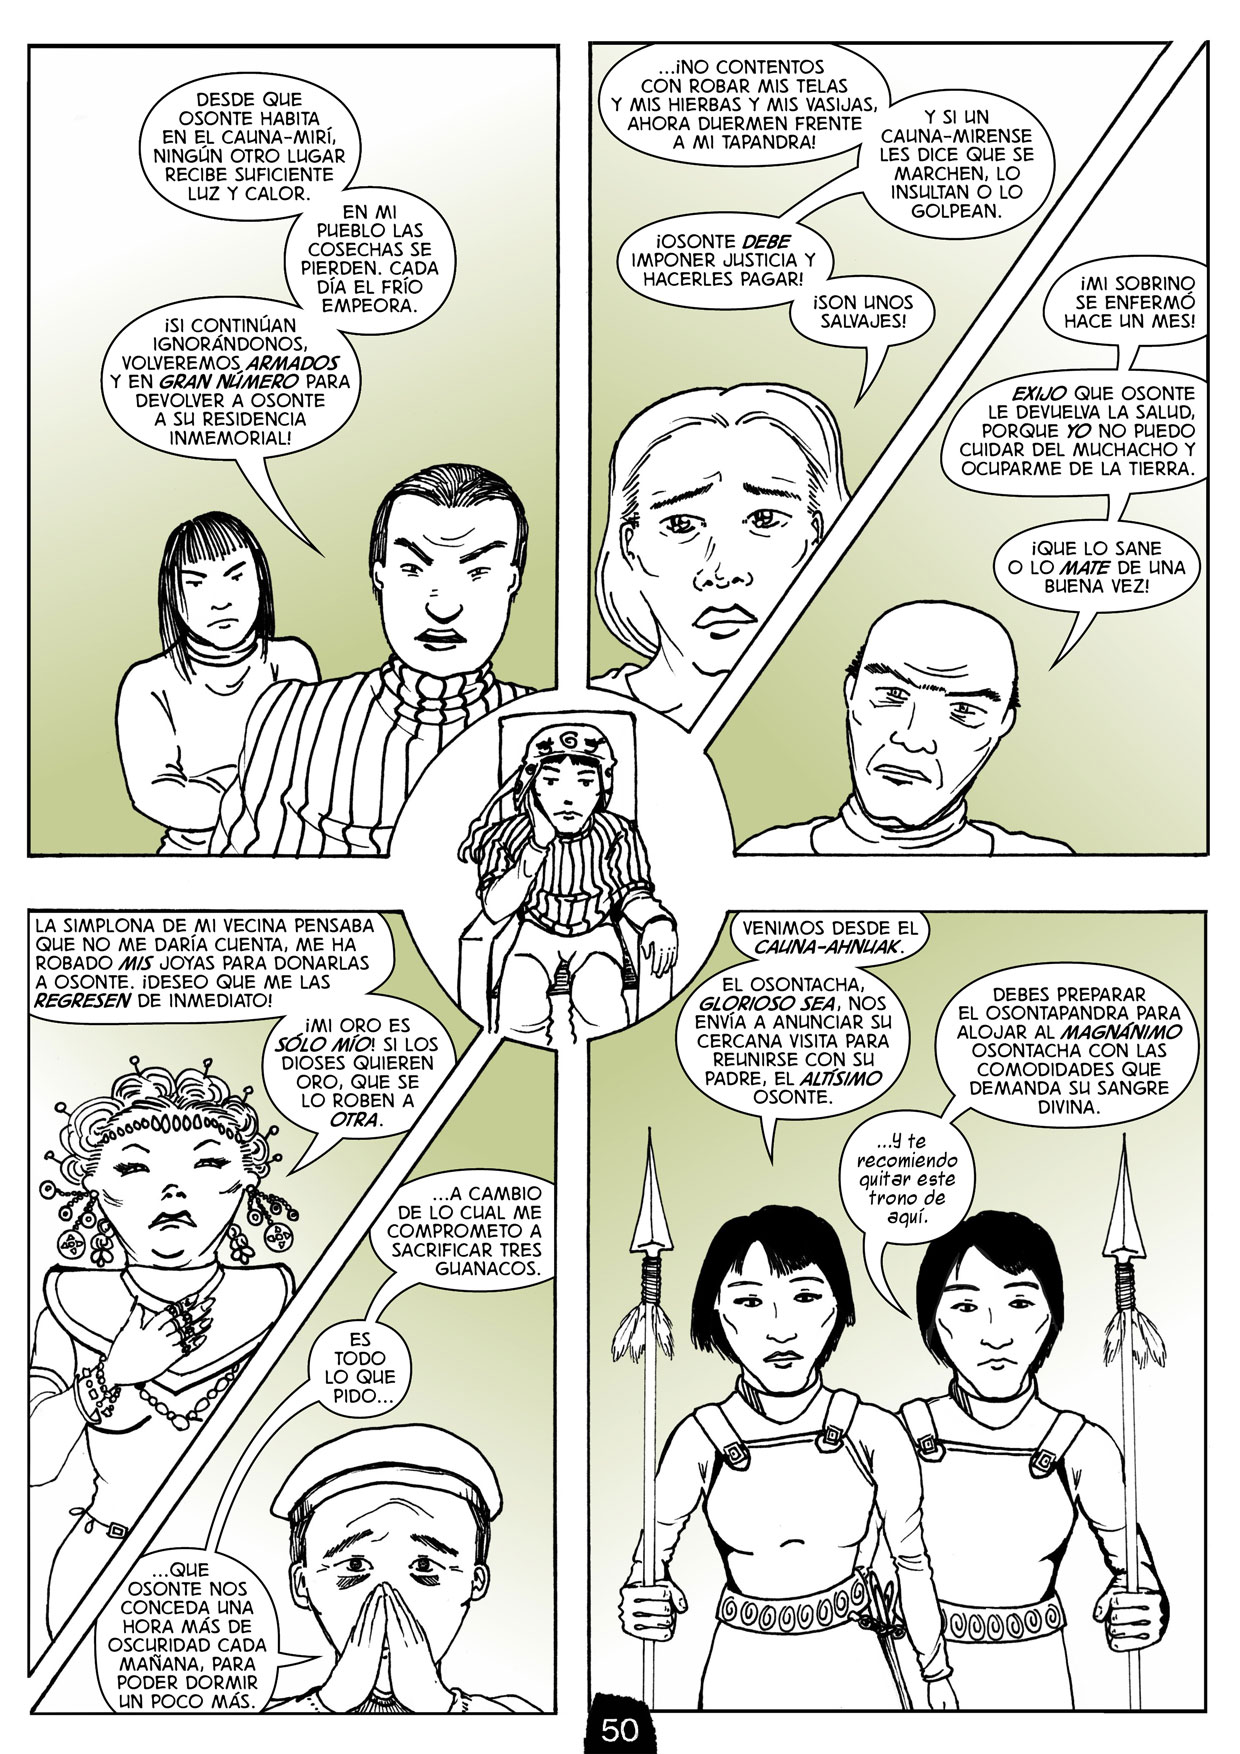 DESDE QUE
OSONTE HABITA
EN EL CAUNA-MIRÍ,
NINGÚN OTRO LUGAR
RECIBE SUFICIENTE
LUZ Y CALOR.
EN MI
PUEBLO LAS
COSECHAS SE
PIERDEN. CADA
DÍA EL FRÍO
EMPEORA.
¡SI CONTINÚAN
IGNORÁNDONOS,
VOLVEREMOS ARMADOS
Y EN GRAN NÚMERO PARA
DEVOLVER A OSONTE
A SU RESIDENCIA
INMEMORIAL!
...¡NO CONTENTOS
CON ROBAR MIS TELAS
Y MIS HIERBAS Y MIS VASIJAS,
AHORA DUERMEN FRENTE
A MI TAPANDRA!
Y SI UN
CAUNA-MIRENSE
LES DICE QUE SE
MARCHEN, LO
INSULTAN O LO
GOLPEAN.
¡OSONTE DEBE
IMPONER JUSTICIA Y
HACERLES PAGAR!
¡SON UNOS
SALVAJES!
¡MI SOBRINO
SE ENFERMÓ
HACE UN MES!
EXIJO QUE OSONTE
LE DEVUELVA LA SALUD,
PORQUE YO NO PUEDO
CUIDAR DEL MUCHACHO Y
OCUPARME DE LA TIERRA.
¡QUE LO SANE
O LO MATE DE UNA
BUENA VEZ!
G
LA SIMPLONA DE MI VECINA PENSABA
QUE NO ME DARÍA CUENTA, ME HA
ROBADO MIS JOYAS PARA DONARLAS
A OSONTE. ¡DESEO QUE ME LAS
REGRESEN DE INMEDIATO!
¡MI ORO ES
SÓLO MÍO! SI LOS
DIOSES QUIEREN
ORO, QUE SE
LO ROBEN A
OTRA.
...A CAMBIO
DE LO CUAL ME
COMPROMETO A
SACRIFICAR TRES
GUANACOS.
ES
TODO
LO QUE
PIDO...
...QUE
OSONTE NOS
CONCEDA UNA
HORA MÁS DE
OSCURIDAD CADA
MAÑANA, PARA
PODER DORMIR
UN POCO MÁS.
VENIMOS DESDE EL
CAUNA-AHNUAK.
EL OSONTACHA,
GLORIOSO SEA, NOS
ENVÍA A ANUNCIAR SU
CERCANA VISITA PARA
REUNIRSE CON SU
PADRE, EL ALTÍSIMO
OSONTE.
DEBES PREPARAR
EL OSONTAPANDRA PARA
ALOJAR AL MAGNÁNIMO
OSONTACHA CON LAS
COMODIDADES QUE
DEMANDA SU SANGRE
DIVINA.
...Y te
recomiendo
quitar este
trono de
aquí.
50